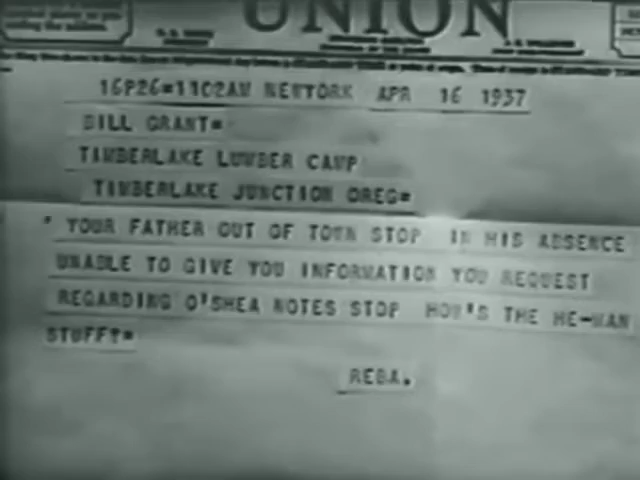 UNION
16P26=1102AM NEWYORK APR 16 1937
BILL GRANT=
TIMBERLAKE LUMBER CAMP
TIMBERLAKE JUNCTION OREG=
YOUR FATHER OUT OF TOWN STOP IN HIS ABSENCE
UNABLE TO GIVE YOU INFORMATION YOU REQUEST
REGARDING O'SHEA NOTES STOP HOW'S THE HE-MAN
STUFF?=
REBA.